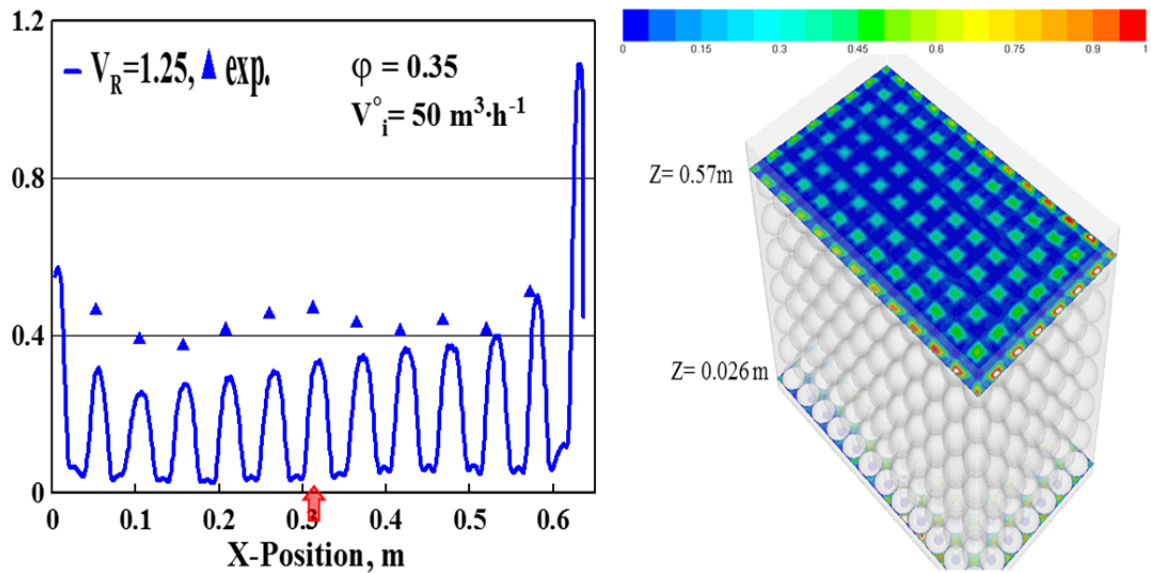 1.2
V_R=1.25, ▲ exp.
φ = 0.35
V°_i= 50 m³·h⁻¹
0.8
0.4
0
0 0.1 0.2 0.3 0.4 0.5 0.6
X-Position, m
0 0.15 0.3 0.45 0.6 0.75 0.9 1
Z= 0.57m
Z= 0.026m